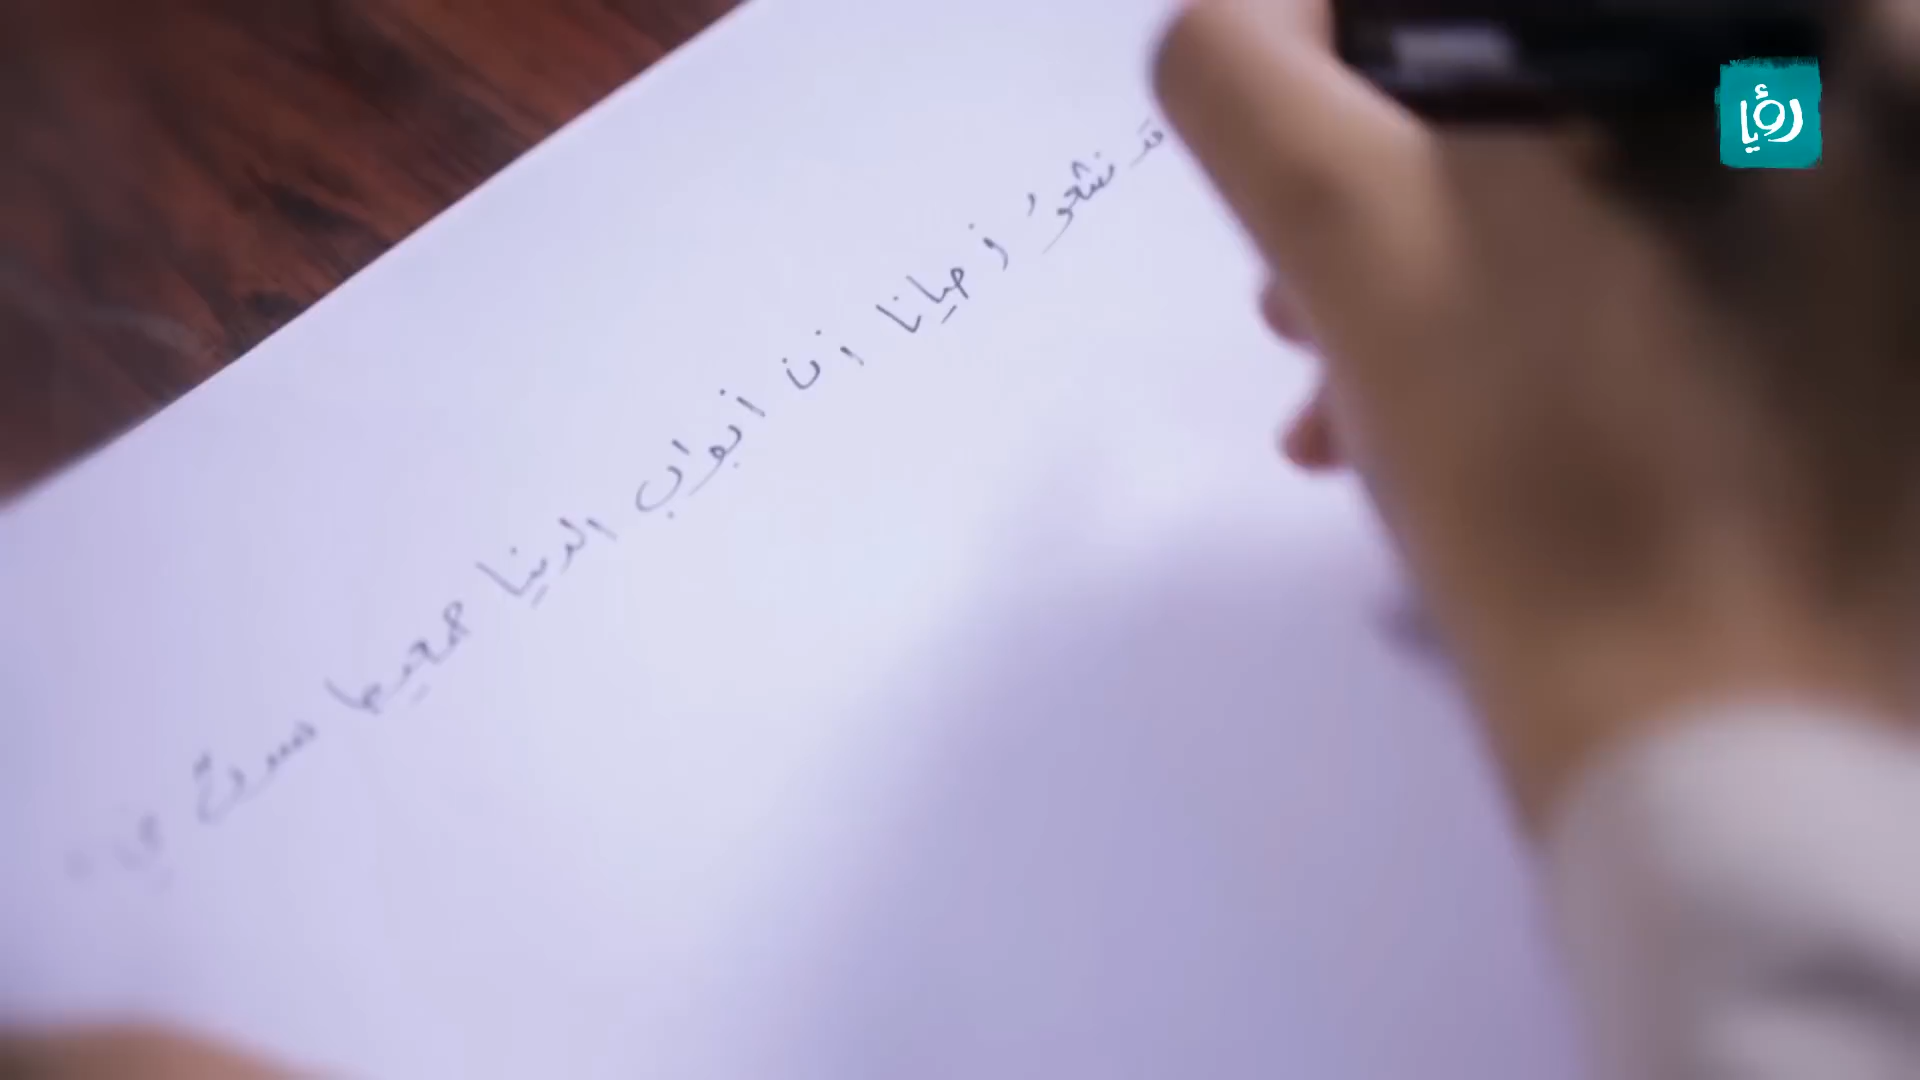 رؤيا
قد نشعرُ أحيانا أن أبواب الدنيا جميعها